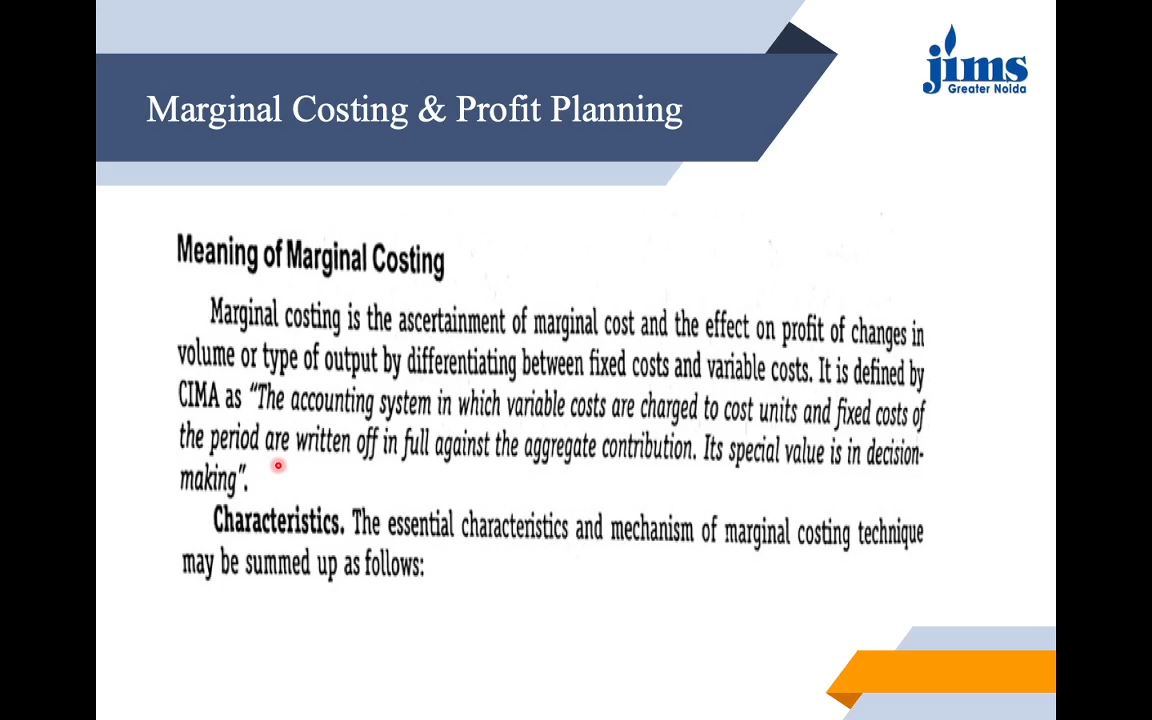 jims
Greater Noida
Marginal Costing & Profit Planning
Meaning of Marginal Costing
Marginal costing is the ascertainment of marginal cost and the effect on profit of changes in
volume or type of output by differentiating between fixed costs and variable costs. It is defined by
CIMA as “The accounting system in which variable costs are charged to cost units and fixed costs of
the period are written off in full against the aggregate contribution. Its special value is in decision-
making”.
Characteristics. The essential characteristics and mechanism of marginal costing technique
may be summed up as follows: